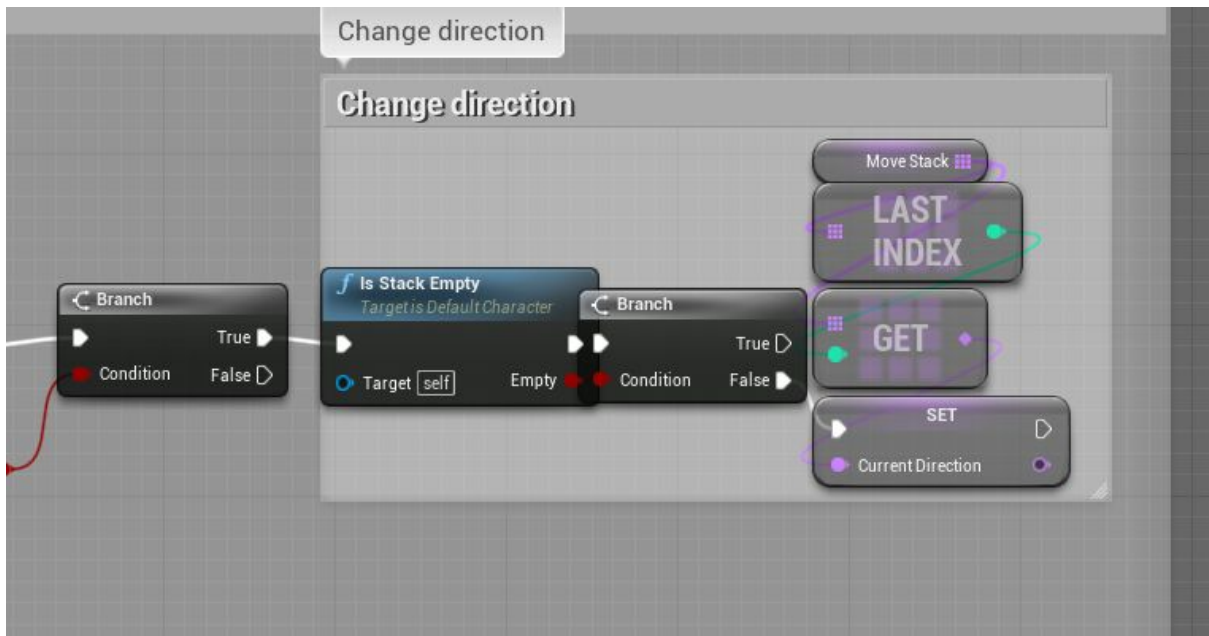 Change direction
Change direction
Move Stack
LAST
INDEX
Branch
True
Condition
False
f Is Stack Empty
Target is Default Character
Target self
Empty
Branch
True
Condition
False
GET
SET
Current Direction